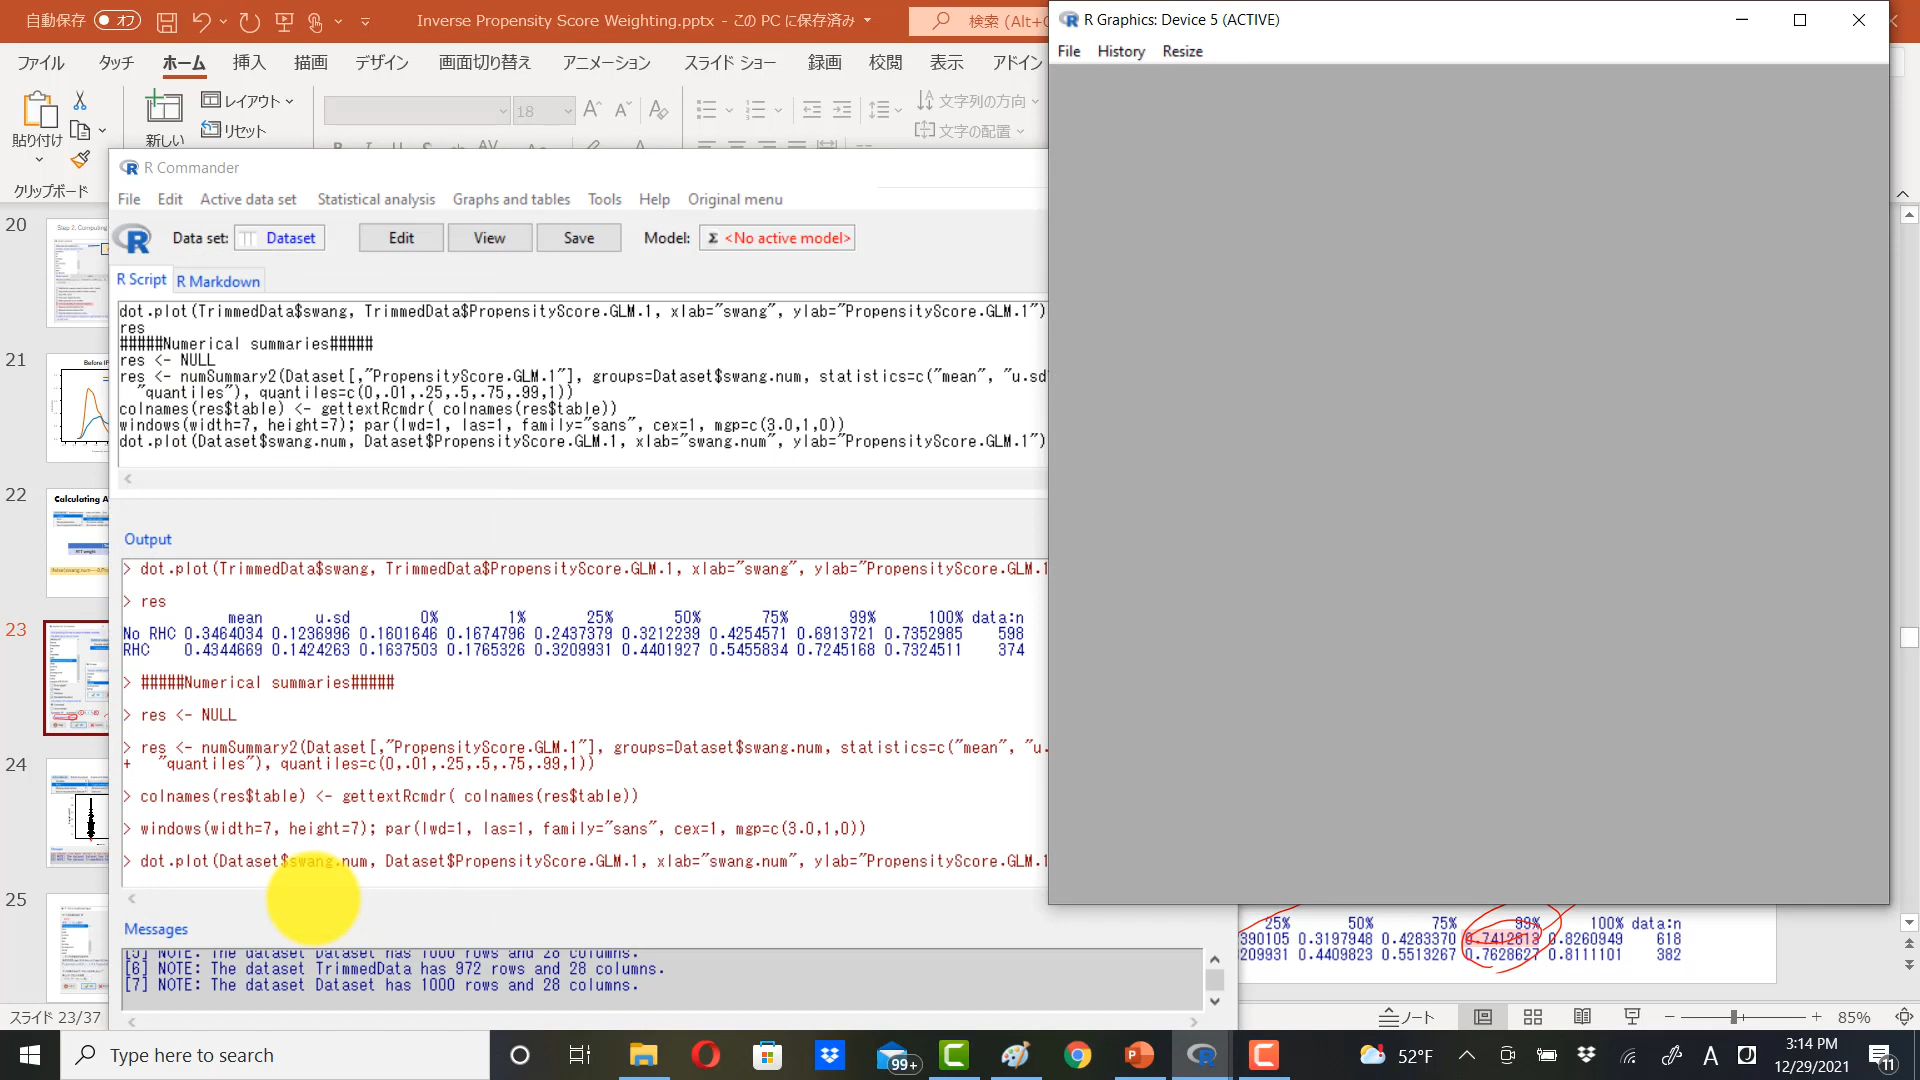 自動保存 オフ Inverse Propensity Score Weighting.pptx - この PC に保存済み 検索 (Alt+
ファイル タッチ ホーム 挿入 描画 デザイン 画面切り替え アニメーション スライド ショー 録画 校閲 表示 アドイン
貼り付け
クリップボード
新しい
レイアウト
リセット
18
文字列の方向
文字の配置
R Graphics: Device 5 (ACTIVE)
File History Resize
R Commander
File Edit Active data set Statistical analysis Graphs and tables Tools Help Original menu
Data set: Dataset Edit View Save Model: Σ <No active model>
R Script R Markdown
dot.plot(TrimmedData$swang, TrimmedData$PropensityScore.GLM.1, xlab="swang", ylab="PropensityScore.GLM.1")
res
#####Numerical summaries#####
res <- NULL
res <- numSummary2(Dataset[,"PropensityScore.GLM.1"], groups=Dataset$swang.num, statistics=c("mean", "u.sd"
"quantiles"), quantiles=c(0,.01,.25,.5,.75,.99,1))
colnames(res$table) <- gettextRcmdr( colnames(res$table))
windows(width=7, height=7); par(lwd=1, las=1, family="sans", cex=1, mgp=c(3.0,1,0))
dot.plot(Dataset$swang.num, Dataset$PropensityScore.GLM.1, xlab="swang.num", ylab="PropensityScore.GLM.1")
Output
> dot.plot(TrimmedData$swang, TrimmedData$PropensityScore.GLM.1, xlab="swang", ylab="PropensityScore.GLM.1
> res
mean u.sd 0% 1% 25% 50% 75% 99% 100% data:n
No RHC 0.3464034 0.1236996 0.1601646 0.1674796 0.2437379 0.3212239 0.4254571 0.6913721 0.7352985 598
RHC 0.4344669 0.1424263 0.1637503 0.1765326 0.3209931 0.4401927 0.5455834 0.7245168 0.7324511 374
> #####Numerical summaries#####
> res <- NULL
> res <- numSummary2(Dataset[,"PropensityScore.GLM.1"], groups=Dataset$swang.num, statistics=c("mean", "u.
+ "quantiles"), quantiles=c(0,.01,.25,.5,.75,.99,1))
> colnames(res$table) <- gettextRcmdr( colnames(res$table))
> windows(width=7, height=7); par(lwd=1, las=1, family="sans", cex=1, mgp=c(3.0,1,0))
> dot.plot(Dataset$swang.num, Dataset$PropensityScore.GLM.1, xlab="swang.num", ylab="PropensityScore.GLM.1
Messages
[5] NOTE: The dataset Dataset has 1000 rows and 28 columns.
[6] NOTE: The dataset TrimmedData has 972 rows and 28 columns.
[7] NOTE: The dataset Dataset has 1000 rows and 28 columns.
20
Step 2. Computing
21
Before IP
22
Calculating A
23
24
25
25% 50% 75% 99% 100% data:n
390105 0.3197948 0.4283370 0.7412613 0.8260949 618
209931 0.4409823 0.5513267 0.7628627 0.8111101 382
スライド 23/37
ノート
85%
Type here to search
99+
52°F
A
3:14 PM
12/29/2021
11